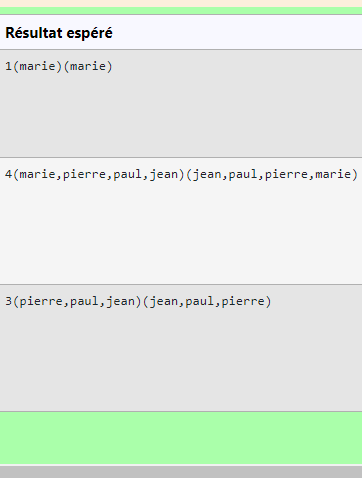 Résultat espéré
1(marie)(marie)
4(marie,pierre,paul,jean)(jean,paul,pierre,marie)
3(pierre,paul,jean)(jean,paul,pierre)